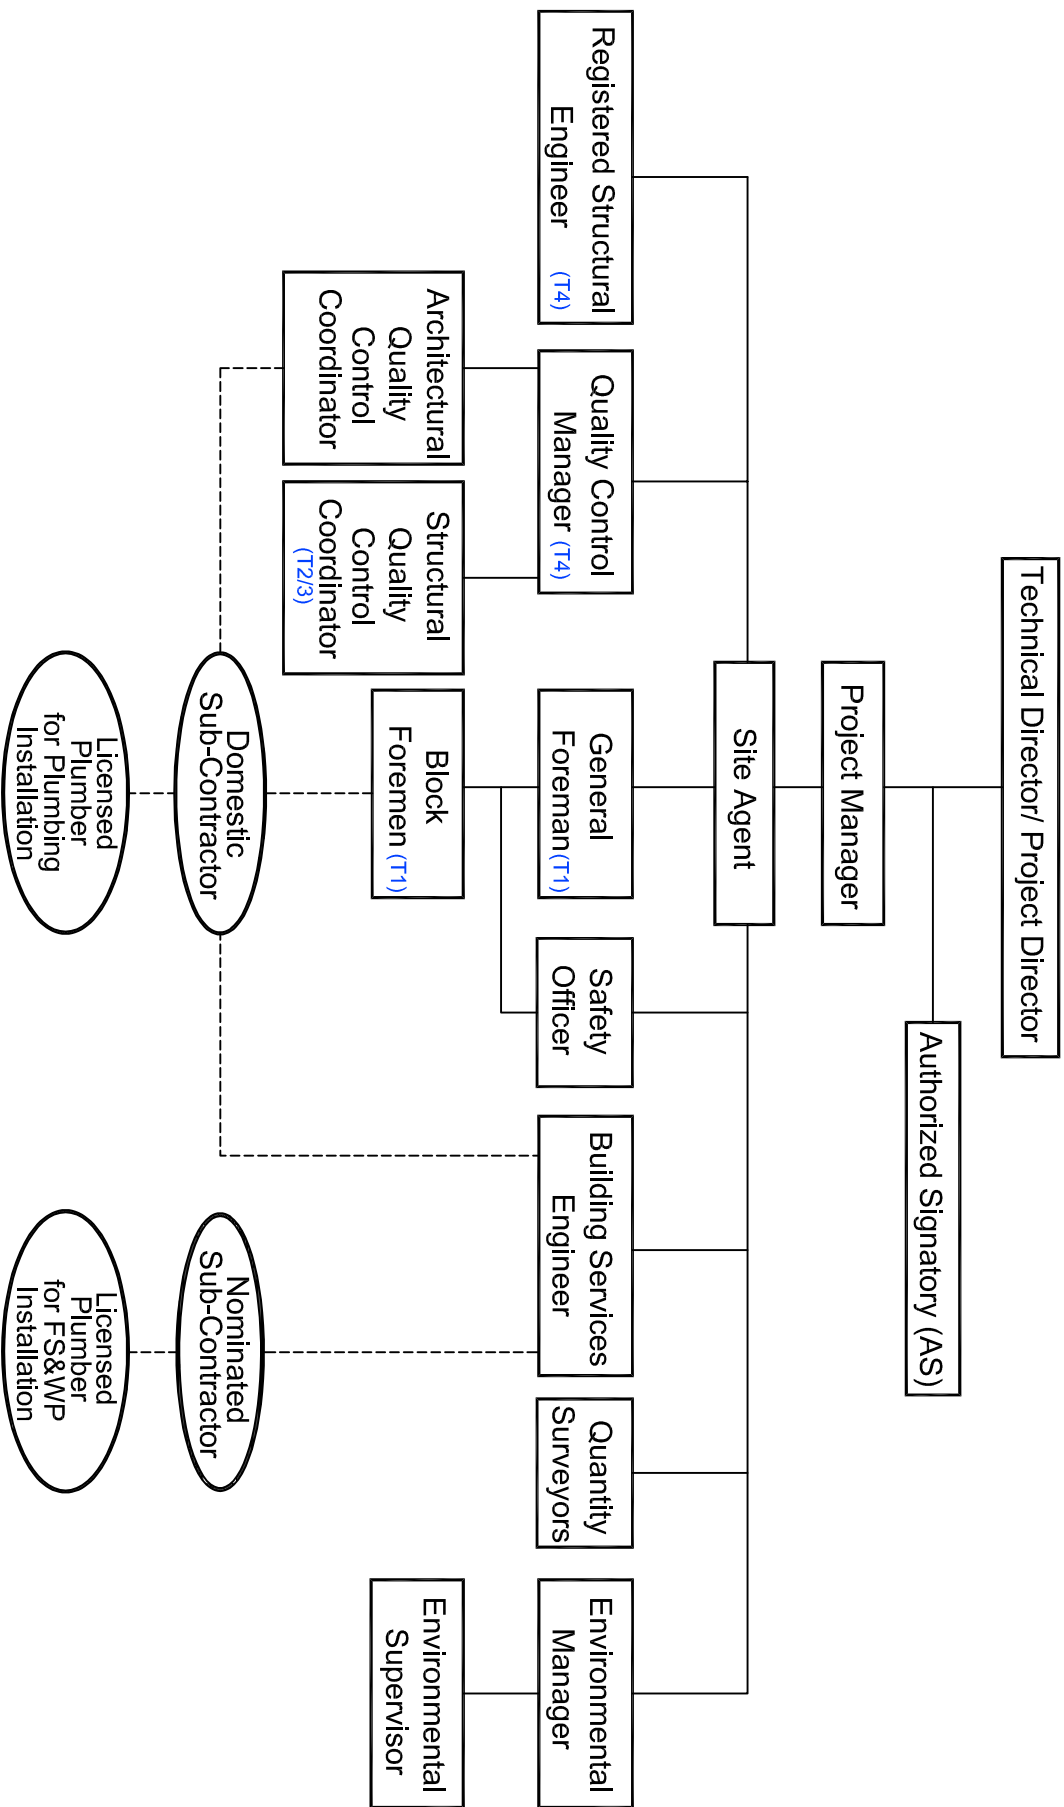 Technical Director/ Project Director
Authorized Signatory (AS)
Project Manager
Site Agent
Registered Structural
Engineer (T4)
Quality Control
Manager (T4)
General
Foreman (T1)
Safety
Officer
Building Services
Engineer
Quantity
Surveyors
Environmental
Manager
Architectural
Quality
Control
Coordinator
Structural
Quality
Control
Coordinator
(T2/3)
Block
Foremen (T1)
Environmental
Supervisor
Domestic
Sub-Contractor
Nominated
Sub-Contractor
Licensed
Plumber
for Plumbing
Installation
Licensed
Plumber
for FS&WP
Installation